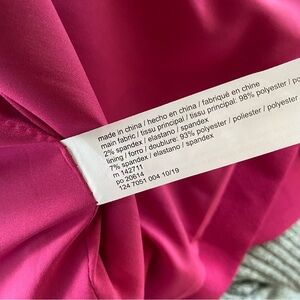 made in china / hecho en china / fabriqué en chine
main fabric / tissu principal / tissu principal: 98% polyester / po
2% spandex / elastano / spandex
lining / forro / doublure: 93% polyester / poliester / polyester
7% spandex / elastano / spandex
m 142711
po 20614
124 7051 004 10/19